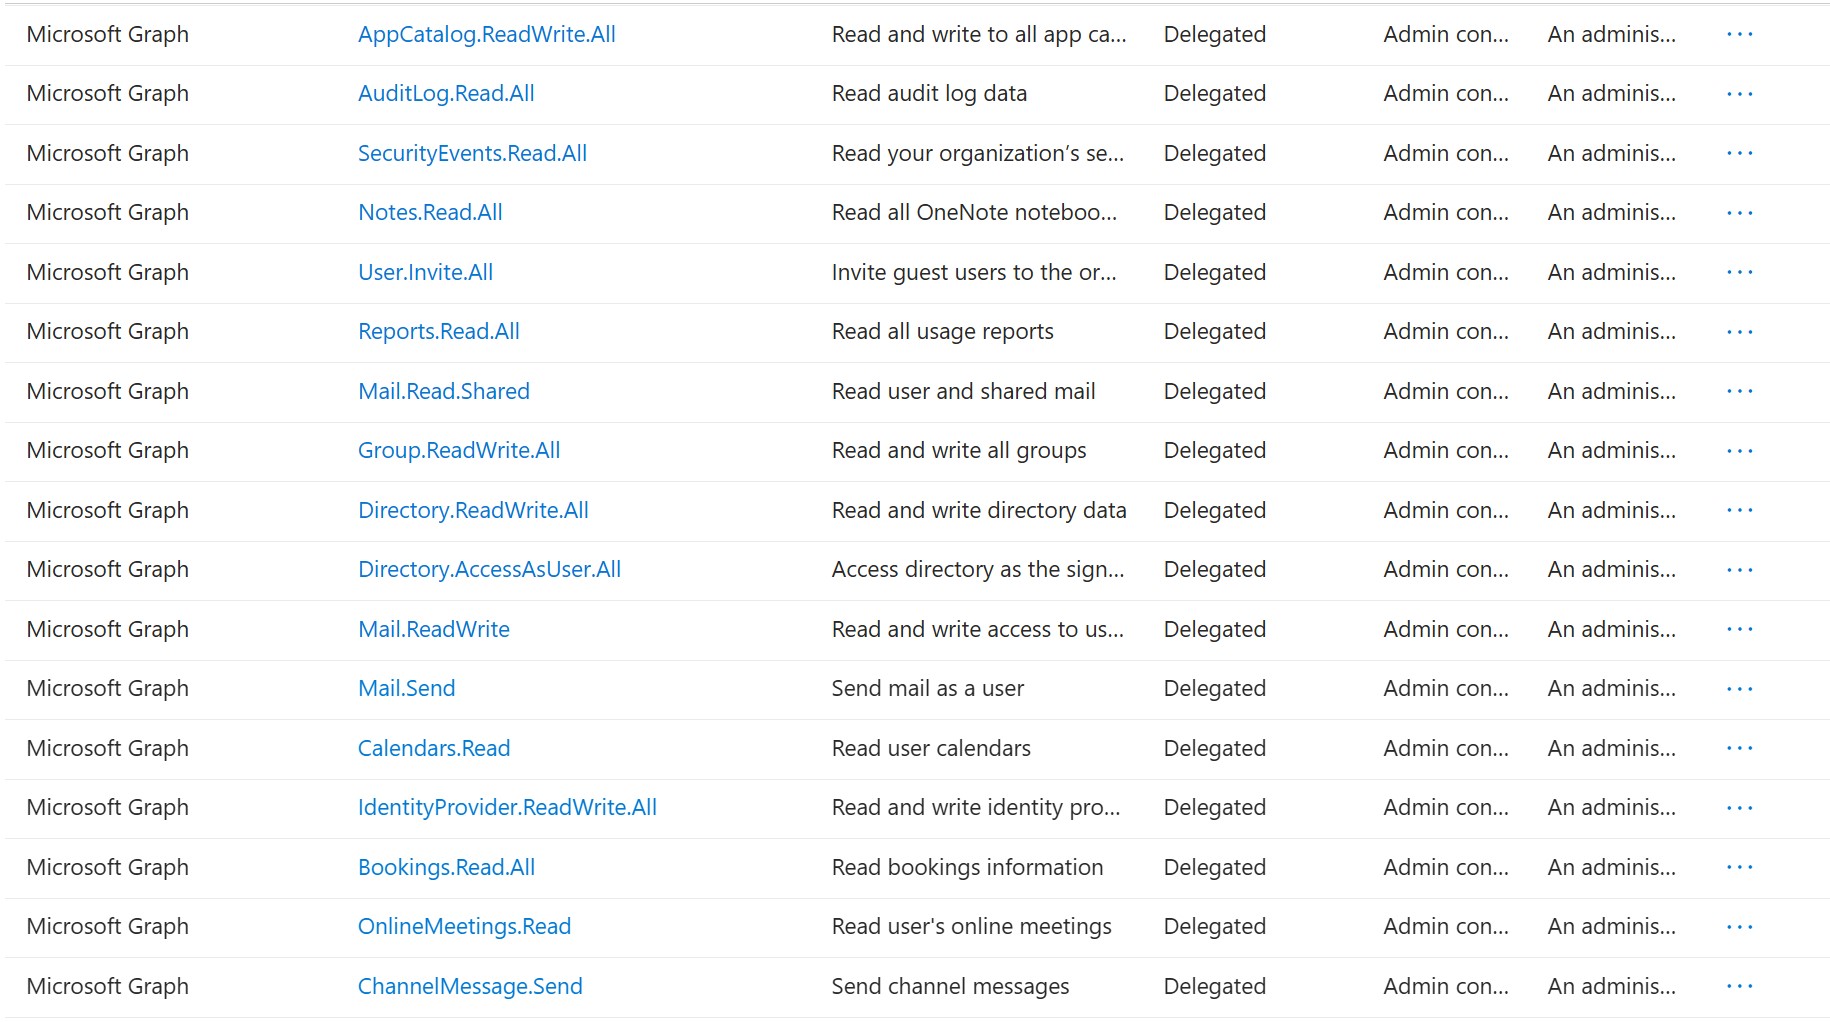 Microsoft Graph AppCatalog.ReadWrite.All Read and write to all app ca... Delegated Admin con... An adminis... ...
Microsoft Graph AuditLog.Read.All Read audit log data Delegated Admin con... An adminis... ...
Microsoft Graph SecurityEvents.Read.All Read your organization’s se... Delegated Admin con... An adminis... ...
Microsoft Graph Notes.Read.All Read all OneNote noteboo... Delegated Admin con... An adminis... ...
Microsoft Graph User.Invite.All Invite guest users to the or... Delegated Admin con... An adminis... ...
Microsoft Graph Reports.Read.All Read all usage reports Delegated Admin con... An adminis... ...
Microsoft Graph Mail.Read.Shared Read user and shared mail Delegated Admin con... An adminis... ...
Microsoft Graph Group.ReadWrite.All Read and write all groups Delegated Admin con... An adminis... ...
Microsoft Graph Directory.ReadWrite.All Read and write directory data Delegated Admin con... An adminis... ...
Microsoft Graph Directory.AccessAsUser.All Access directory as the sign... Delegated Admin con... An adminis... ...
Microsoft Graph Mail.ReadWrite Read and write access to us... Delegated Admin con... An adminis... ...
Microsoft Graph Mail.Send Send mail as a user Delegated Admin con... An adminis... ...
Microsoft Graph Calendars.Read Read user calendars Delegated Admin con... An adminis... ...
Microsoft Graph IdentityProvider.ReadWrite.All Read and write identity pro... Delegated Admin con... An adminis... ...
Microsoft Graph Bookings.Read.All Read bookings information Delegated Admin con... An adminis... ...
Microsoft Graph OnlineMeetings.Read Read user's online meetings Delegated Admin con... An adminis... ...
Microsoft Graph ChannelMessage.Send Send channel messages Delegated Admin con... An adminis... ...